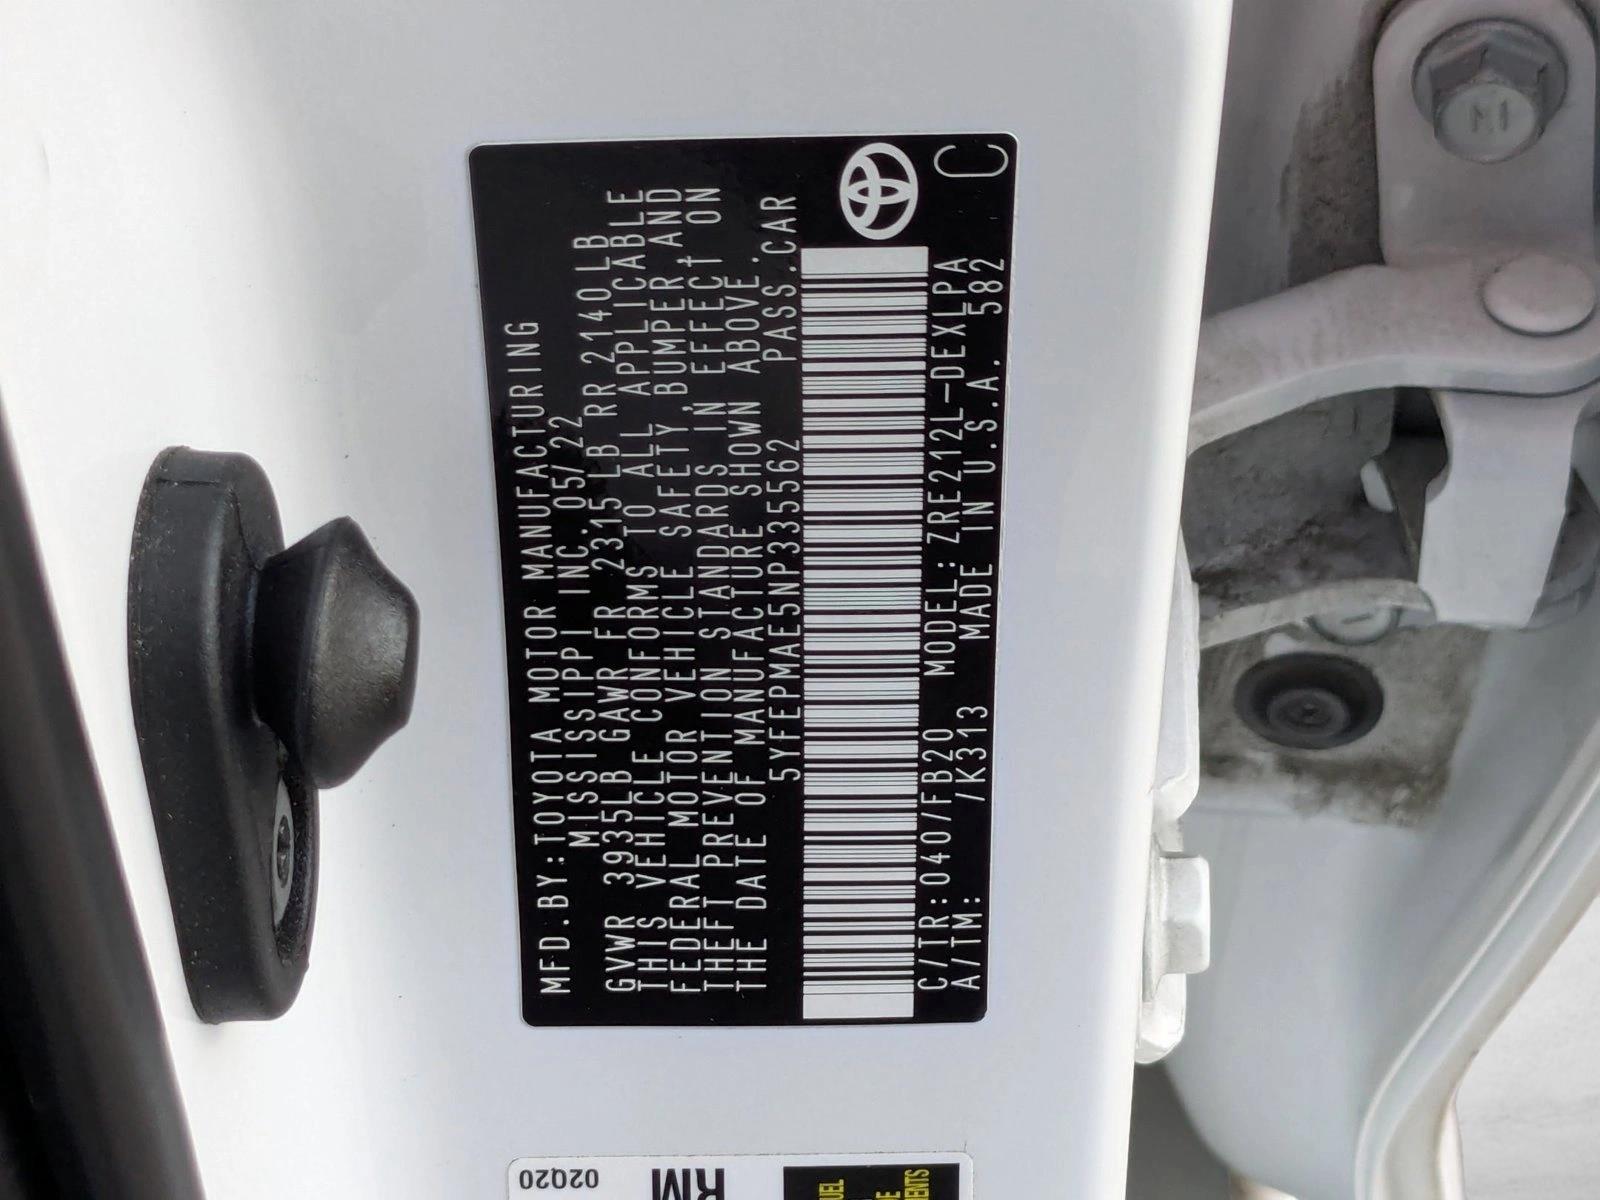 MFD.BY:TOYOTA MOTOR MANUFACTURING
MISSISSIPPI INC. 05/22
GVWR 3935LB GAWR FR 2315LB RR 2140LB
THIS VEHICLE CONFORMS TO ALL APPLICABLE
FEDERAL MOTOR VEHICLE SAFETY, BUMPER, AND
THEFT PREVENTION STANDARDS IN EFFECT ON
THE DATE OF MANUFACTURE SHOWN ABOVE.
5YFEPMAE5NP335562 PASS.CAR
C/TR:040/FB20 MODEL:ZRE212L-DEXLPA
A/TM: /K313 MADE IN U.S.A. 582
C
02Q20
RM
M